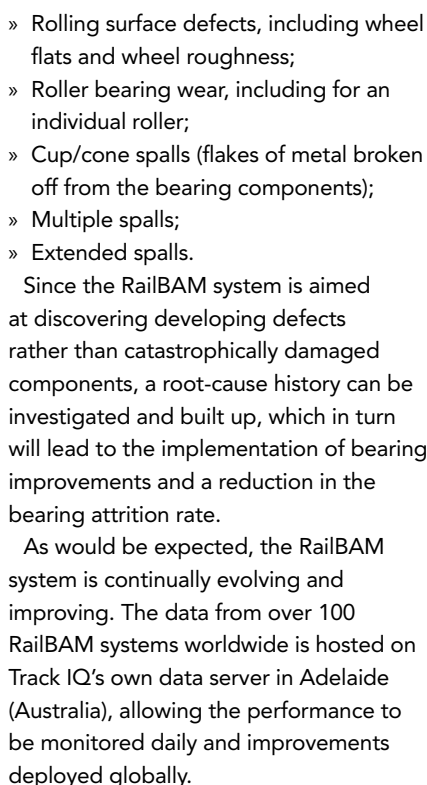 » Rolling surface defects, including wheel
flats and wheel roughness;
» Roller bearing wear, including for an
individual roller;
» Cup/cone spalls (flakes of metal broken
off from the bearing components);
» Multiple spalls;
» Extended spalls.
Since the RailBAM system is aimed
at discovering developing defects
rather than catastrophically damaged
components, a root-cause history can be
investigated and built up, which in turn
will lead to the implementation of bearing
improvements and a reduction in the
bearing attrition rate.
As would be expected, the RailBAM
system is continually evolving and
improving. The data from over 100
RailBAM systems worldwide is hosted on
Track IQ’s own data server in Adelaide
(Australia), allowing the performance to
be monitored daily and improvements
deployed globally.